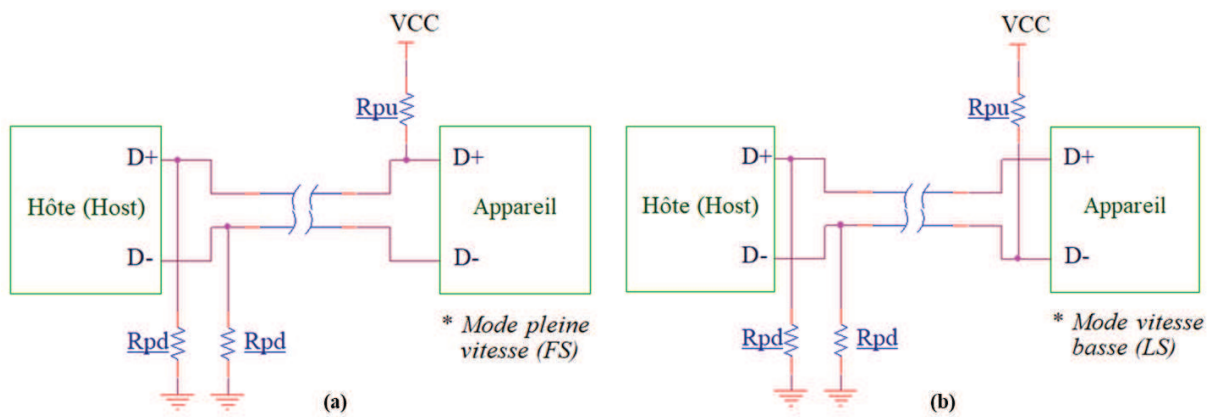 VCC
Rpu
D+
D+
Hôte (Host)
Appareil
D-
D-
Rpd
Rpd
* Mode pleine
vitesse (FS)
(a)
VCC
Rpu
D+
D+
Hôte (Host)
Appareil
D-
D-
Rpd
Rpd
* Mode vitesse
basse (LS)
(b)